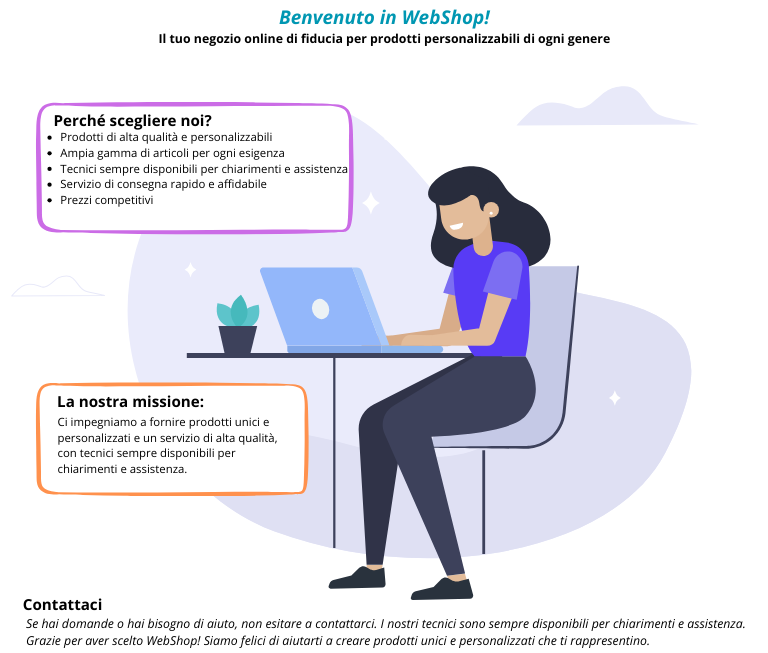 Benvenuto in WebShop!
Il tuo negozio online di fiducia per prodotti personalizzabili di ogni genere
Perché scegliere noi?
• Prodotti di alta qualità e personalizzabili
• Ampia gamma di articoli per ogni esigenza
• Tecnici sempre disponibili per chiarimenti e assistenza
• Servizio di consegna rapido e affidabile
• Prezzi competitivi
La nostra missione:
Ci impegniamo a fornire prodotti unici e
personalizzati e un servizio di alta qualità,
con tecnici sempre disponibili per
chiarimenti e assistenza.
Contattaci
Se hai domande o hai bisogno di aiuto, non esitare a contattarci. I nostri tecnici sono sempre disponibili per chiarimenti e assistenza.
Grazie per aver scelto WebShop! Siamo felici di aiutarti a creare prodotti unici e personalizzati che ti rappresentino.